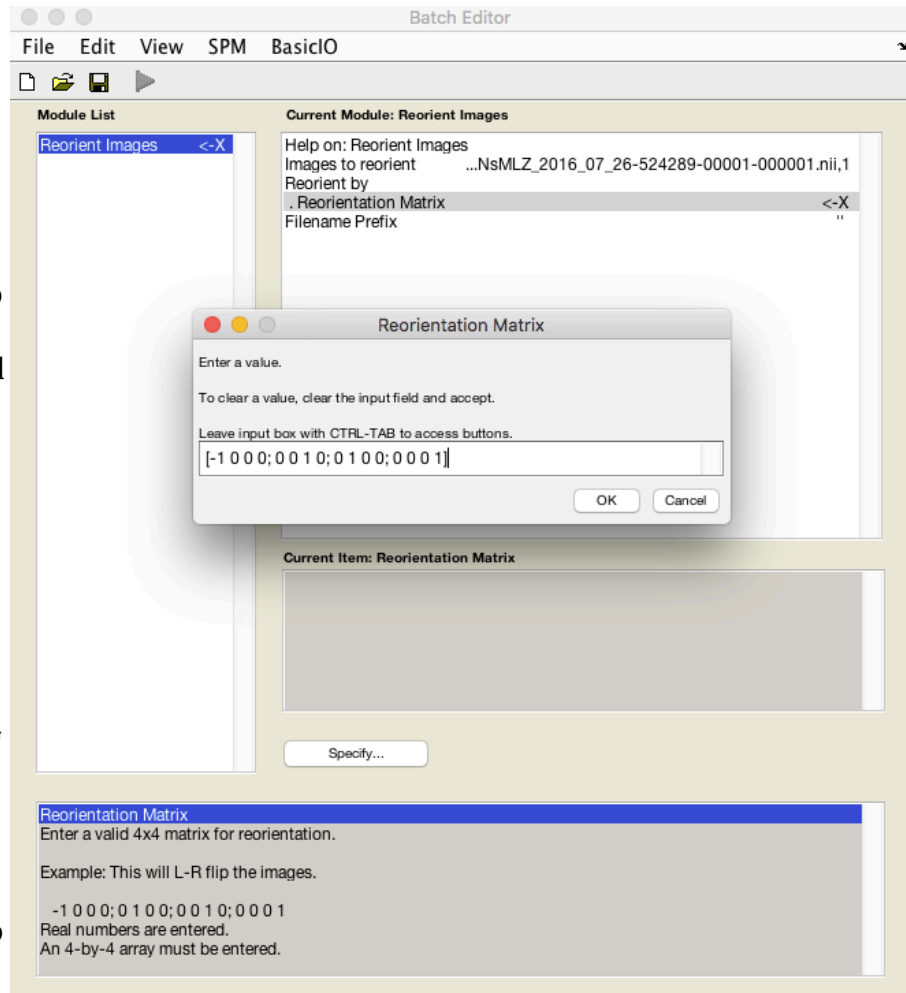 Batch Editor
File Edit View SPM BasicIO
Module List
Current Module: Reorient Images
Reorient Images <-X
Help on: Reorient Images
Images to reorient ...NsMLZ_2016_07_26-524289-00001-000001.nii,1
Reorient by
. Reorientation Matrix <-X
Filename Prefix ''
Reorientation Matrix
Enter a value.
To clear a value, clear the input field and accept.
Leave input box with CTRL-TAB to access buttons.
[-1 0 0 0; 0 0 1 0; 0 1 0 0; 0 0 0 1]
OK Cancel
Current Item: Reorientation Matrix
Specify...
Reorientation Matrix
Enter a valid 4x4 matrix for reorientation.
Example: This will L-R flip the images.
-1 0 0 0; 0 1 0 0; 0 0 1 0; 0 0 0 1
Real numbers are entered.
An 4-by-4 array must be entered.